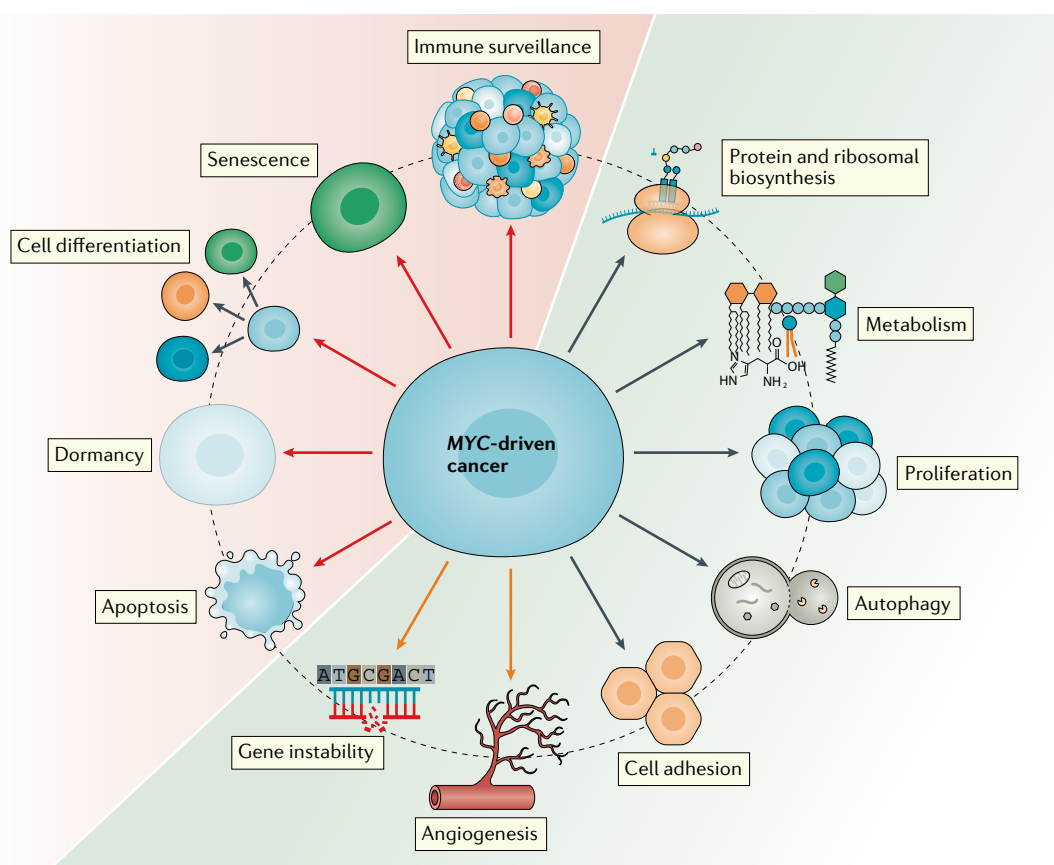 Immune surveillance
Senescence
Protein and ribosomal
biosynthesis
Cell differentiation
Metabolism
N
HN
O
OH
NH₂
MYC-driven
cancer
Dormancy
Proliferation
Apoptosis
Autophagy
ATGCGACT
Gene instability
Cell adhesion
Angiogenesis